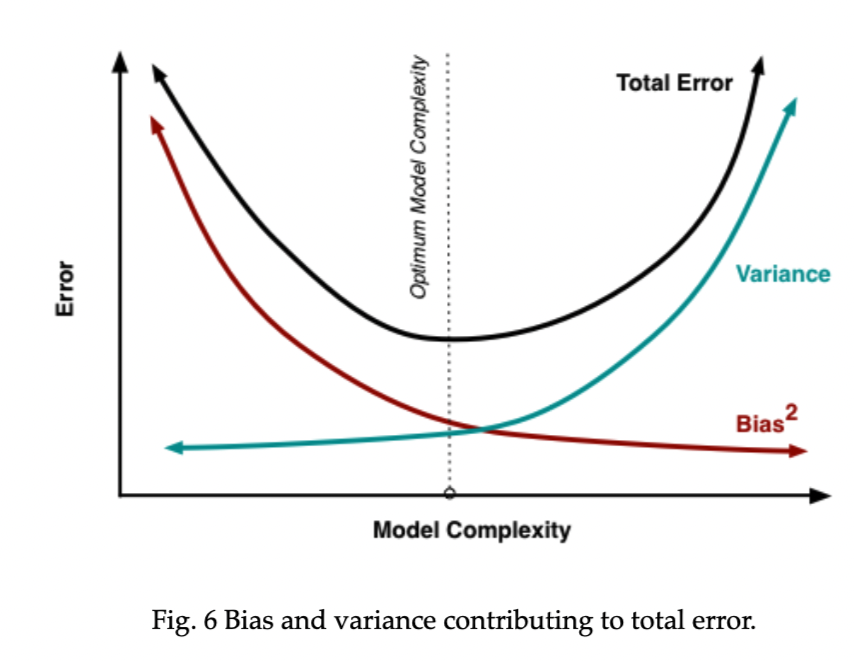 Optimum Model Complexity
Total Error
Variance
Error
Bias²
Model Complexity
Fig. 6 Bias and variance contributing to total error.